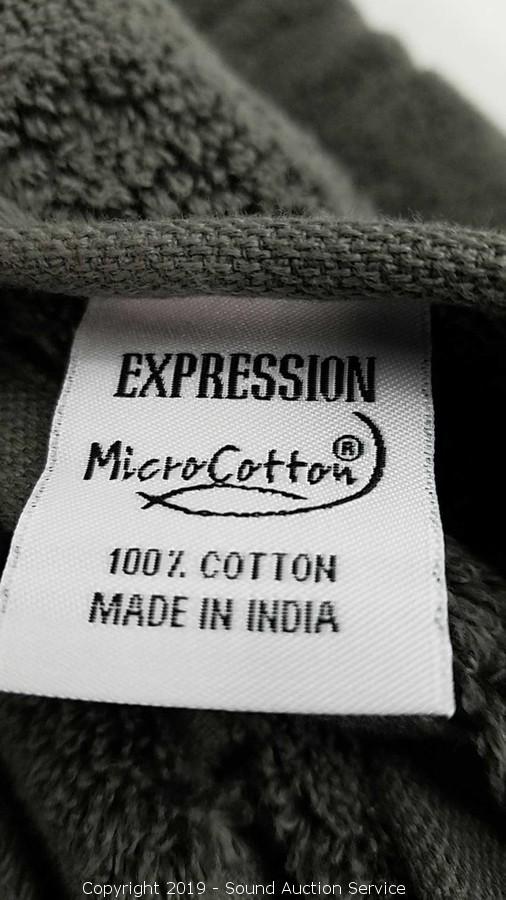 EXPRESSION
MicroCotton®
100% COTTON
MADE IN INDIA
Copyright 2019 - Sound Auction Service